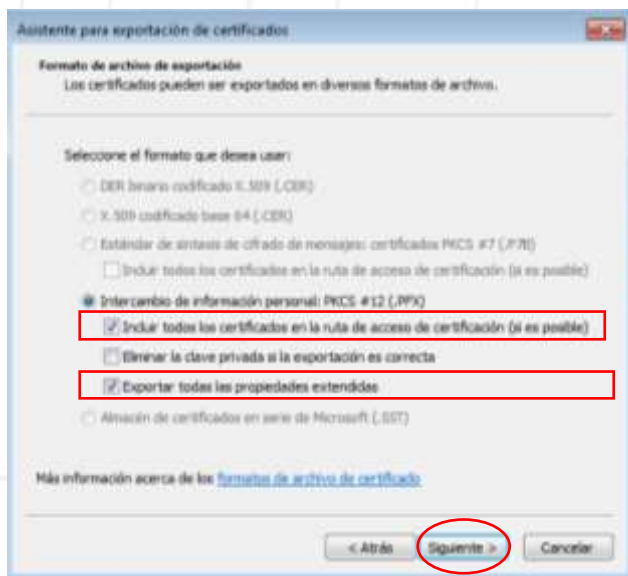 Asistente para exportación de certificados
Formato de archivo de exportación
Los certificados pueden ser exportados en diversos formatos de archivo.
Seleccione el formato que desea usar:
DER binario codificado X.509 (.CER)
X.509 codificado base 64 (.CER)
Estándar de sintaxis de cifrado de mensajes: certificados PKCS #7 (.P7B)
Incluir todos los certificados en la ruta de acceso de certificación (si es posible)
Intercambio de información personal: PKCS #12 (.PFX)
Incluir todos los certificados en la ruta de acceso de certificación (si es posible)
Eliminar la clave privada si la exportación es correcta
Exportar todas las propiedades extendidas
Almacén de certificados en serie de Microsoft (.SST)
Más información acerca de los formatos de archivo de certificado
< Atrás Siguiente > Cancelar